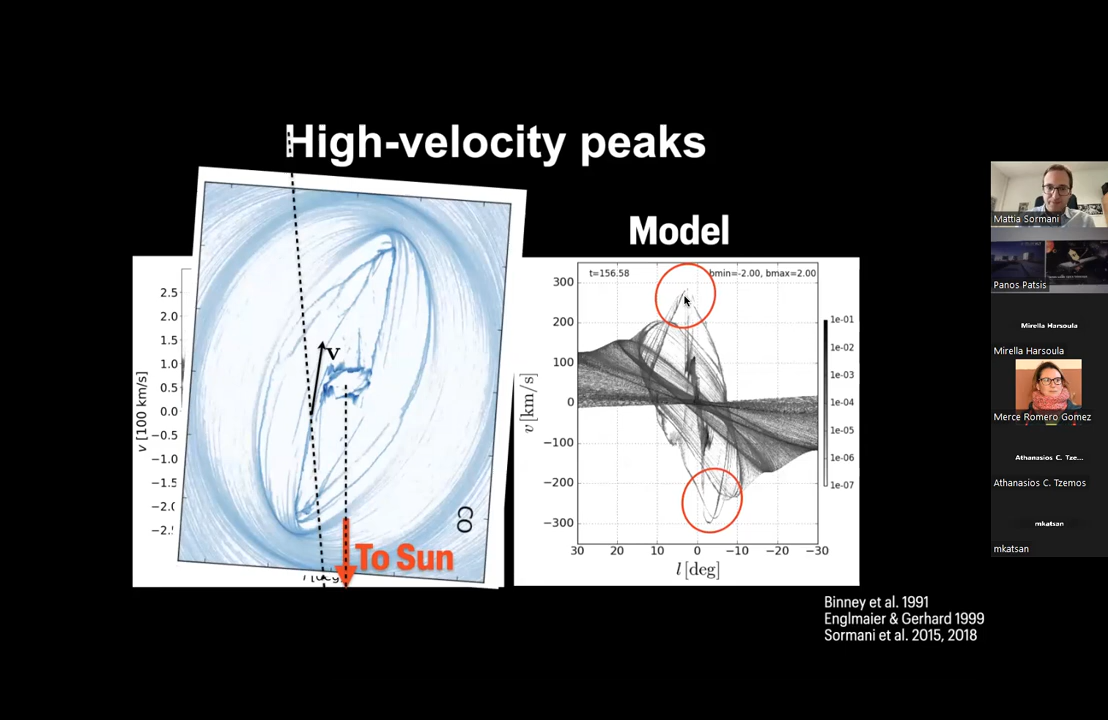 High-velocity peaks
Model
v [100 km/s]
2.5
2.0
1.5
1.0
0.5
0.0
−0.5
−1.0
−1.5
−2.0
−2.
v
CO
To Sun
t=156.58
bmin=-2.00, bmax=2.00
v [km/s]
300
200
100
0
−100
−200
−300
30
20
10
0
−10
−20
−30
l [deg]
1e-01
1e-02
1e-03
1e-04
1e-05
1e-06
1e-07
Binney et al. 1991
Englmaier & Gerhard 1999
Sormani et al. 2015, 2018
Mattia Sormani
Panos Patsis
Mirella Harsoula
Mirella Harsoula
Merce Romero Gomez
Athanasios C. Tze...
Athanasios C. Tzemos
mkatsan
mkatsan